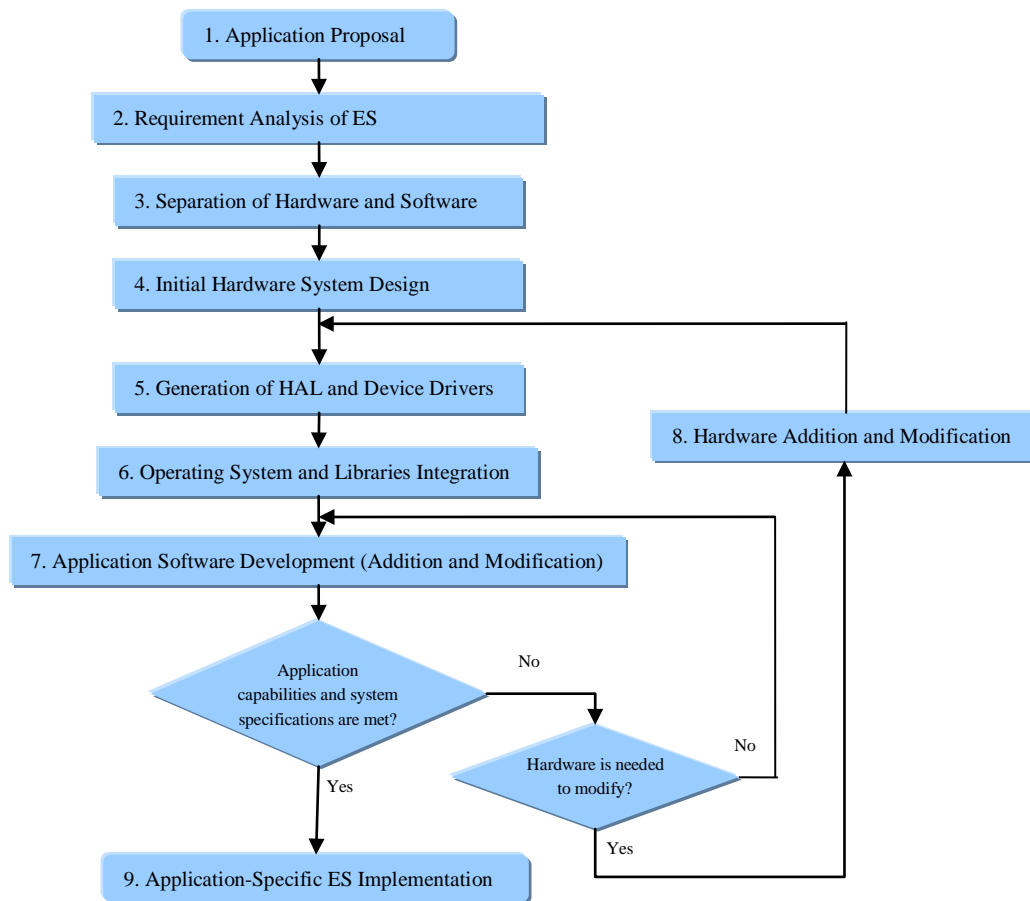 1. Application Proposal
2. Requirement Analysis of ES
3. Separation of Hardware and Software
4. Initial Hardware System Design
5. Generation of HAL and Device Drivers
8. Hardware Addition and Modification
6. Operating System and Libraries Integration
7. Application Software Development (Addition and Modification)
Application
capabilities and system
specifications are met?
No
Hardware is needed
to modify?
No
Yes
Yes
9. Application-Specific ES Implementation